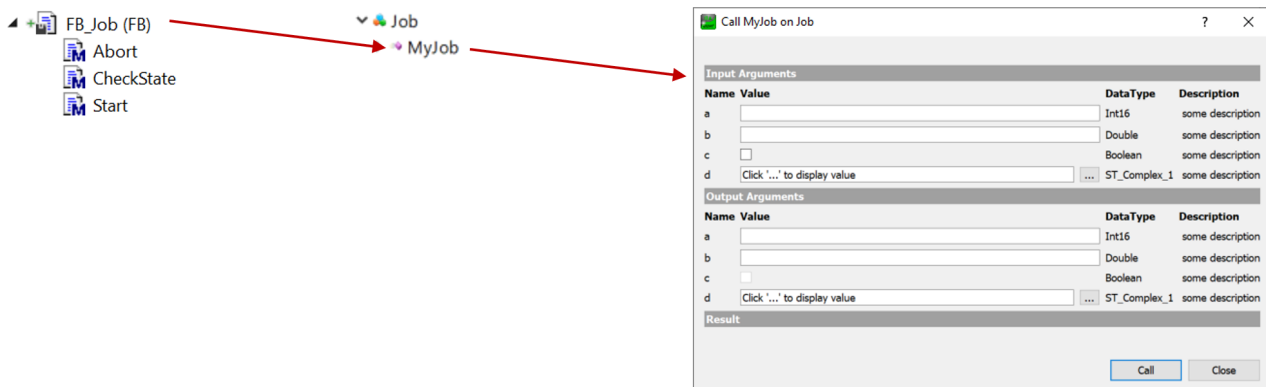 FB_Job (FB)
Abort
CheckState
Start
Job
MyJob
Call MyJob on Job
Input Arguments
Name Value DataType Description
a Int16 some description
b Double some description
c Boolean some description
d Click '...' to display value ... ST_Complex_1 some description
Output Arguments
Name Value DataType Description
a Int16 some description
b Double some description
c Boolean some description
d Click '...' to display value ... ST_Complex_1 some description
Result
Call Close